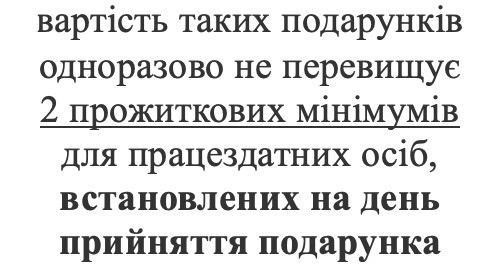 вартість таких подарунків
одноразово не перевищує
2 прожиткових мінімумів
для працездатних осіб,
встановлених на день
прийняття подарунка